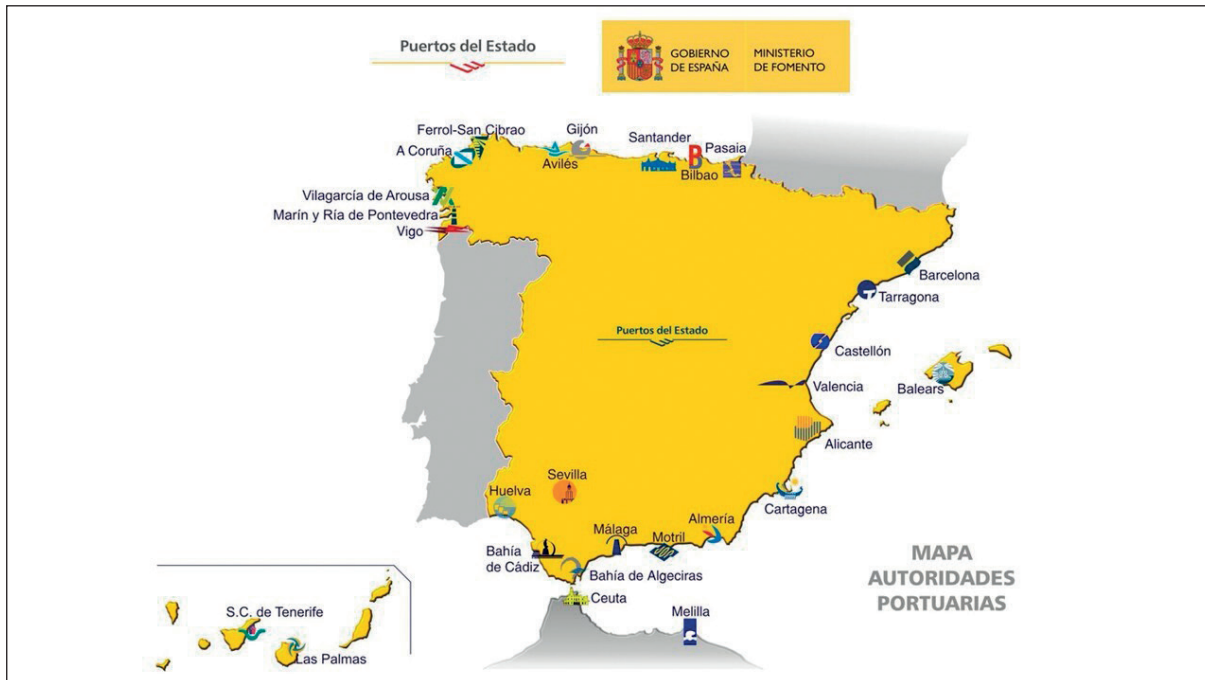 Puertos del Estado
GOBIERNO
DE ESPAÑA
MINISTERIO
DE FOMENTO
Ferrol-San Cibrao
Gijón
Santander
A Coruña
Avilés
B
Pasaia
Bilbao
Vilagarcía de Arousa
Marín y Ría de Pontevedra
Vigo
Barcelona
Tarragona
Puertos del Estado
Castellón
Valencia
Balears
Alicante
Sevilla
Huelva
Cartagena
Almería
Málaga
Motril
Bahía
de Cádiz
Bahía de Algeciras
Ceuta
Melilla
MAPA
AUTORIDADES
PORTUARIAS
S.C. de Tenerife
Las Palmas